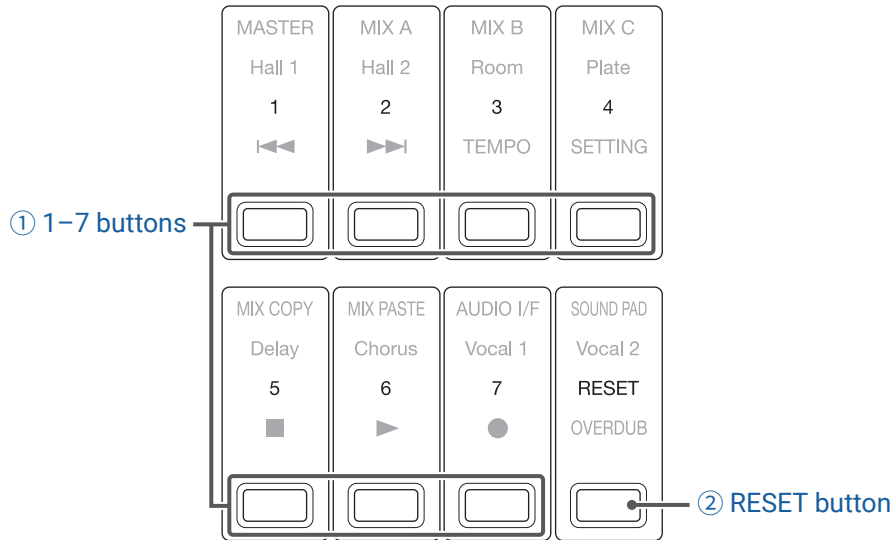 MASTER MIX A MIX B MIX C
Hall 1 Hall 2 Room Plate
1 2 3 4
TEMPO SETTING
① 1–7 buttons
MIX COPY MIX PASTE AUDIO I/F SOUND PAD
Delay Chorus Vocal 1 Vocal 2
5 6 7 RESET
OVERDUB
② RESET button